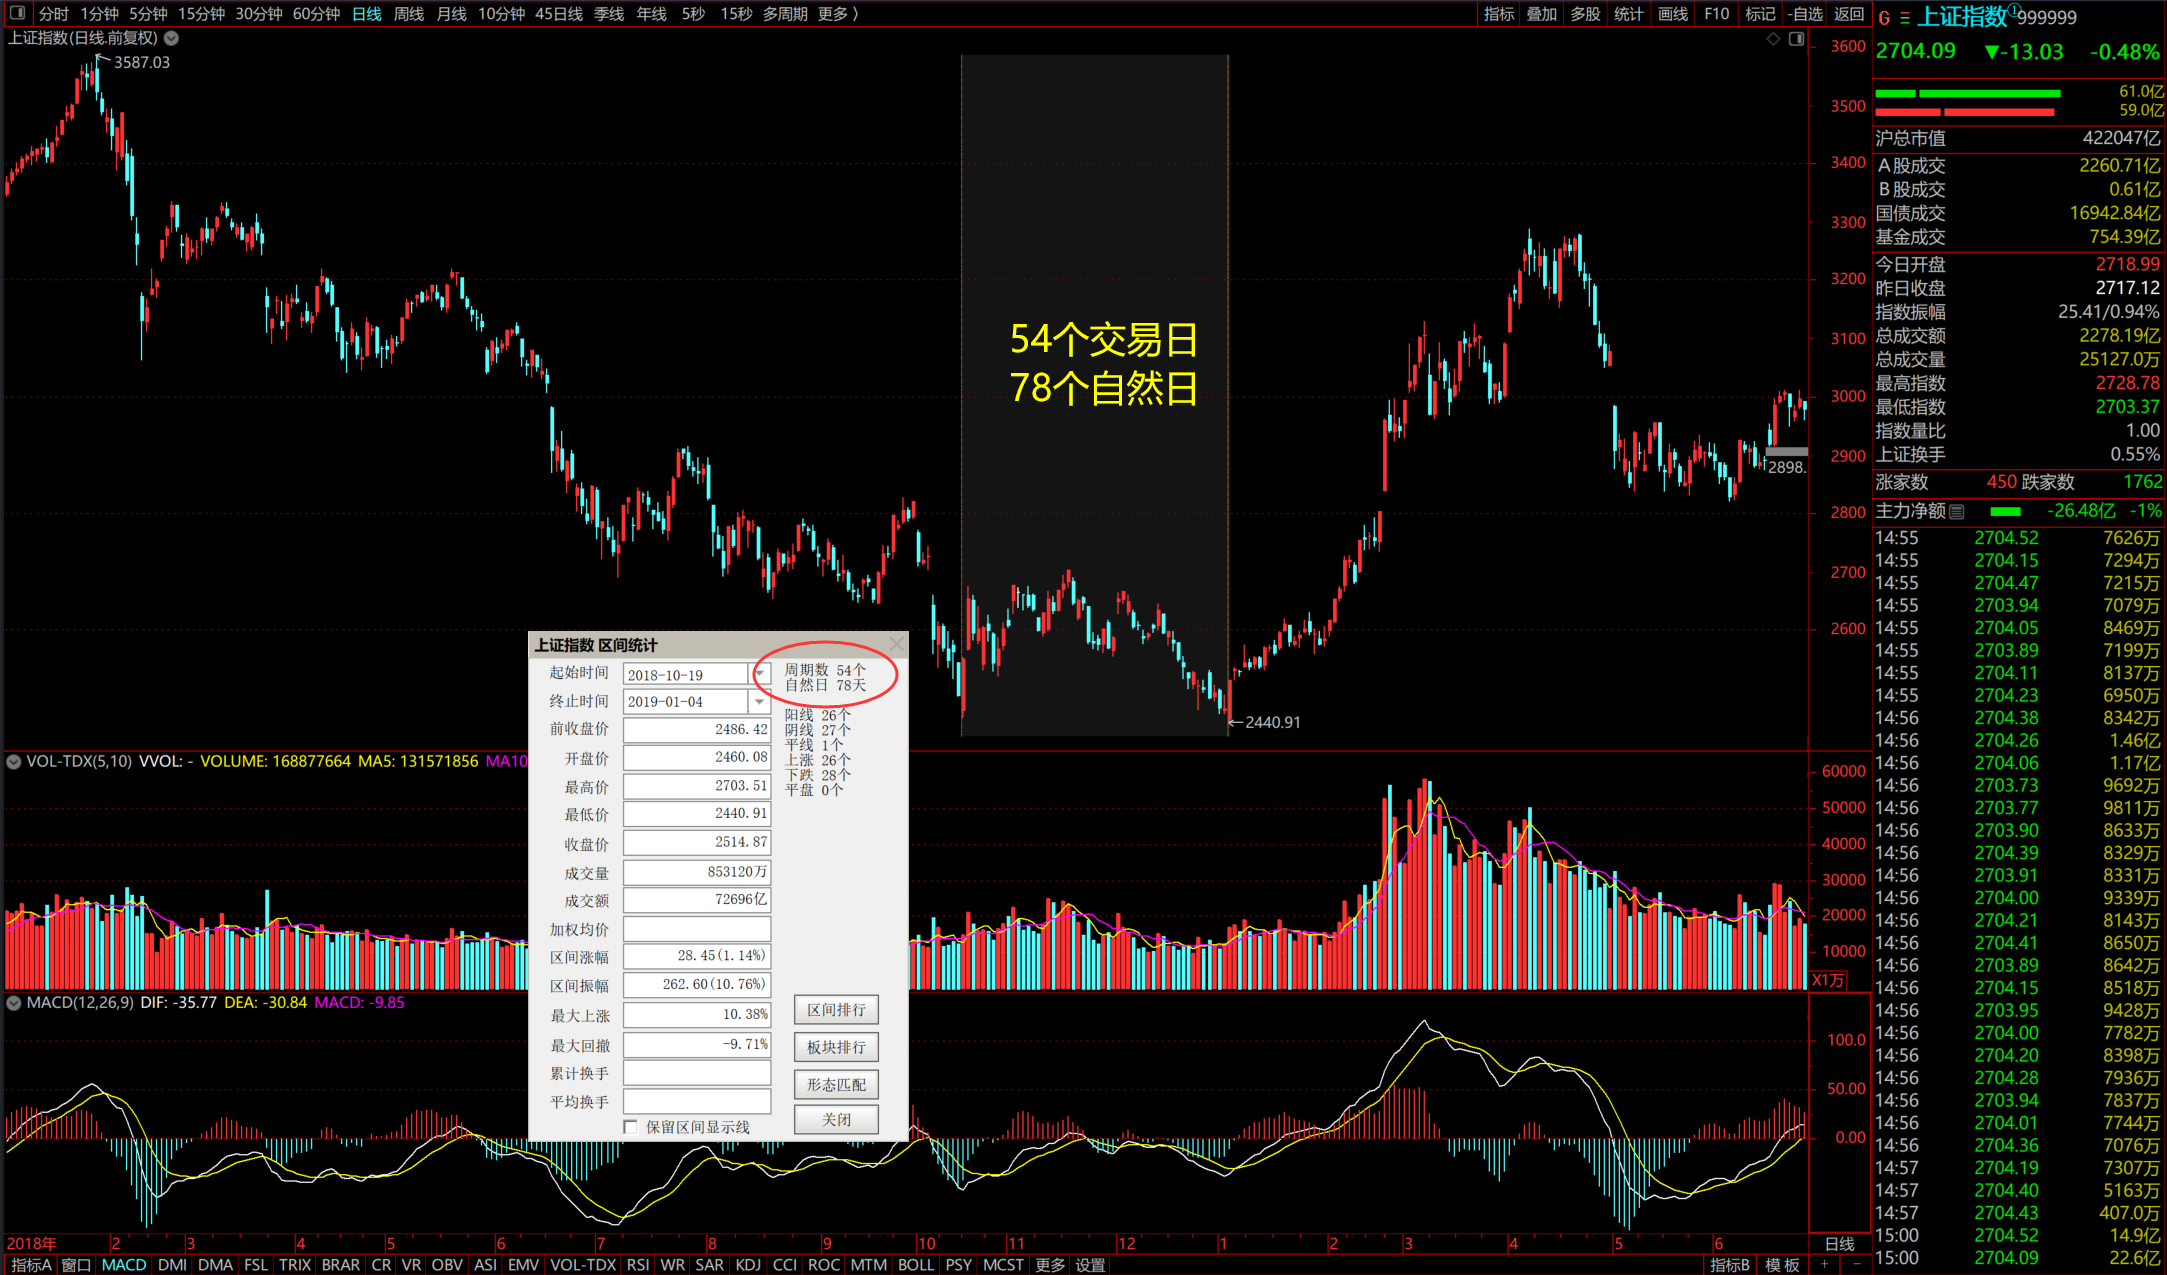 分时 1分钟 5分钟 15分钟 30分钟 60分钟 日线 周线 月线 10分钟 45日线 季线 年线 5秒 15秒 多周期 更多 〉
指标 叠加 多股 统计 画线 F10 标记 -自选 返回
上证指数(日线.前复权)
3587.03
3600
3500
3400
3300
3200
3100
3000
2900
2800
2700
2600
54个交易日
78个自然日
2898.
2440.91
上证指数 区间统计
起始时间 2018-10-19
终止时间 2019-01-04
前收盘价 2486.42
开盘价 2460.08
最高价 2703.51
最低价 2440.91
收盘价 2514.87
成交量 853120万
成交额 72696亿
加权均价
区间涨幅 28.45(1.14%)
区间振幅 262.60(10.76%)
最大上涨 10.38%
最大回撤 -9.71%
累计换手
平均换手
保留区间显示线
周期数 54个
自然日 78天
阳线 26个
阴线 27个
平线 1个
上涨 26个
下跌 28个
平盘 0个
区间排行
板块排行
形态匹配
关闭
VOL-TDX(5,10) VVOL: - VOLUME: 168877664 MA5: 131571856 MA10
60000
50000
40000
30000
20000
10000
X1万
MACD(12,26,9) DIF: -35.77 DEA: -30.84 MACD: -9.85
100.0
50.00
0.00
2018年 2 3 4 5 6 7 8 9 10 11 12 1 2 3 4 5 6 日线
指标A 窗口 MACD DMI DMA FSL TRIX BRAR CR VR OBV ASI EMV VOL-TDX RSI WR SAR KDJ CCI ROC MTM BOLL PSY MCST 更多 设置 指标B 模板 + -
G 上证指数① 999999
2704.09 ▼-13.03 -0.48%
61.0亿
59.0亿
沪总市值 422047亿
A股成交 2260.71亿
B股成交 0.61亿
国债成交 16942.84亿
基金成交 754.39亿
今日开盘 2718.99
昨日收盘 2717.12
指数振幅 25.41/0.94%
总成交额 2278.19亿
总成交量 25127.0万
最高指数 2728.78
最低指数 2703.37
指数量比 1.00
上证换手 0.55%
涨家数 450 跌家数 1762
主力净额 -26.48亿 -1%
14:55 2704.52 7626万
14:55 2704.15 7294万
14:55 2704.47 7215万
14:55 2703.94 7079万
14:55 2704.05 8469万
14:55 2703.89 7199万
14:55 2704.11 8137万
14:55 2704.23 6950万
14:56 2704.38 8342万
14:56 2704.26 1.46亿
14:56 2704.06 1.17亿
14:56 2703.73 9692万
14:56 2703.77 9811万
14:56 2703.90 8633万
14:56 2704.39 8329万
14:56 2703.91 8331万
14:56 2704.00 9339万
14:56 2704.21 8143万
14:56 2704.41 8650万
14:56 2703.89 8642万
14:56 2704.15 8518万
14:56 2703.95 9428万
14:56 2704.00 7782万
14:56 2704.20 8398万
14:56 2704.28 7936万
14:56 2703.94 7837万
14:56 2704.01 7744万
14:56 2704.36 7076万
14:57 2704.19 7307万
14:57 2704.40 5163万
14:57 2704.43 407.0万
15:00 2704.52 14.9亿
15:00 2704.09 22.6亿